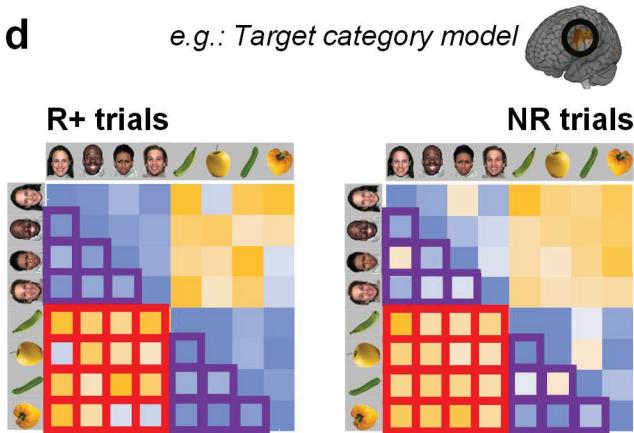 d
e.g.: Target category model
R+ trials
NR trials